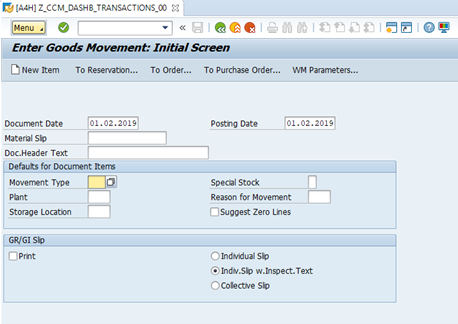 [A4H] Z_CCM_DASHB_TRANSACTIONS_00
Menu
Enter Goods Movement: Initial Screen
New Item To Reservation... To Order... To Purchase Order... WM Parameters...
Document Date 01.02.2019 Posting Date 01.02.2019
Material Slip
Doc.Header Text
Defaults for Document Items
Movement Type Special Stock
Plant Reason for Movement
Storage Location Suggest Zero Lines
GR/GI Slip
Print Individual Slip
Indiv.Slip w.Inspect.Text
Collective Slip